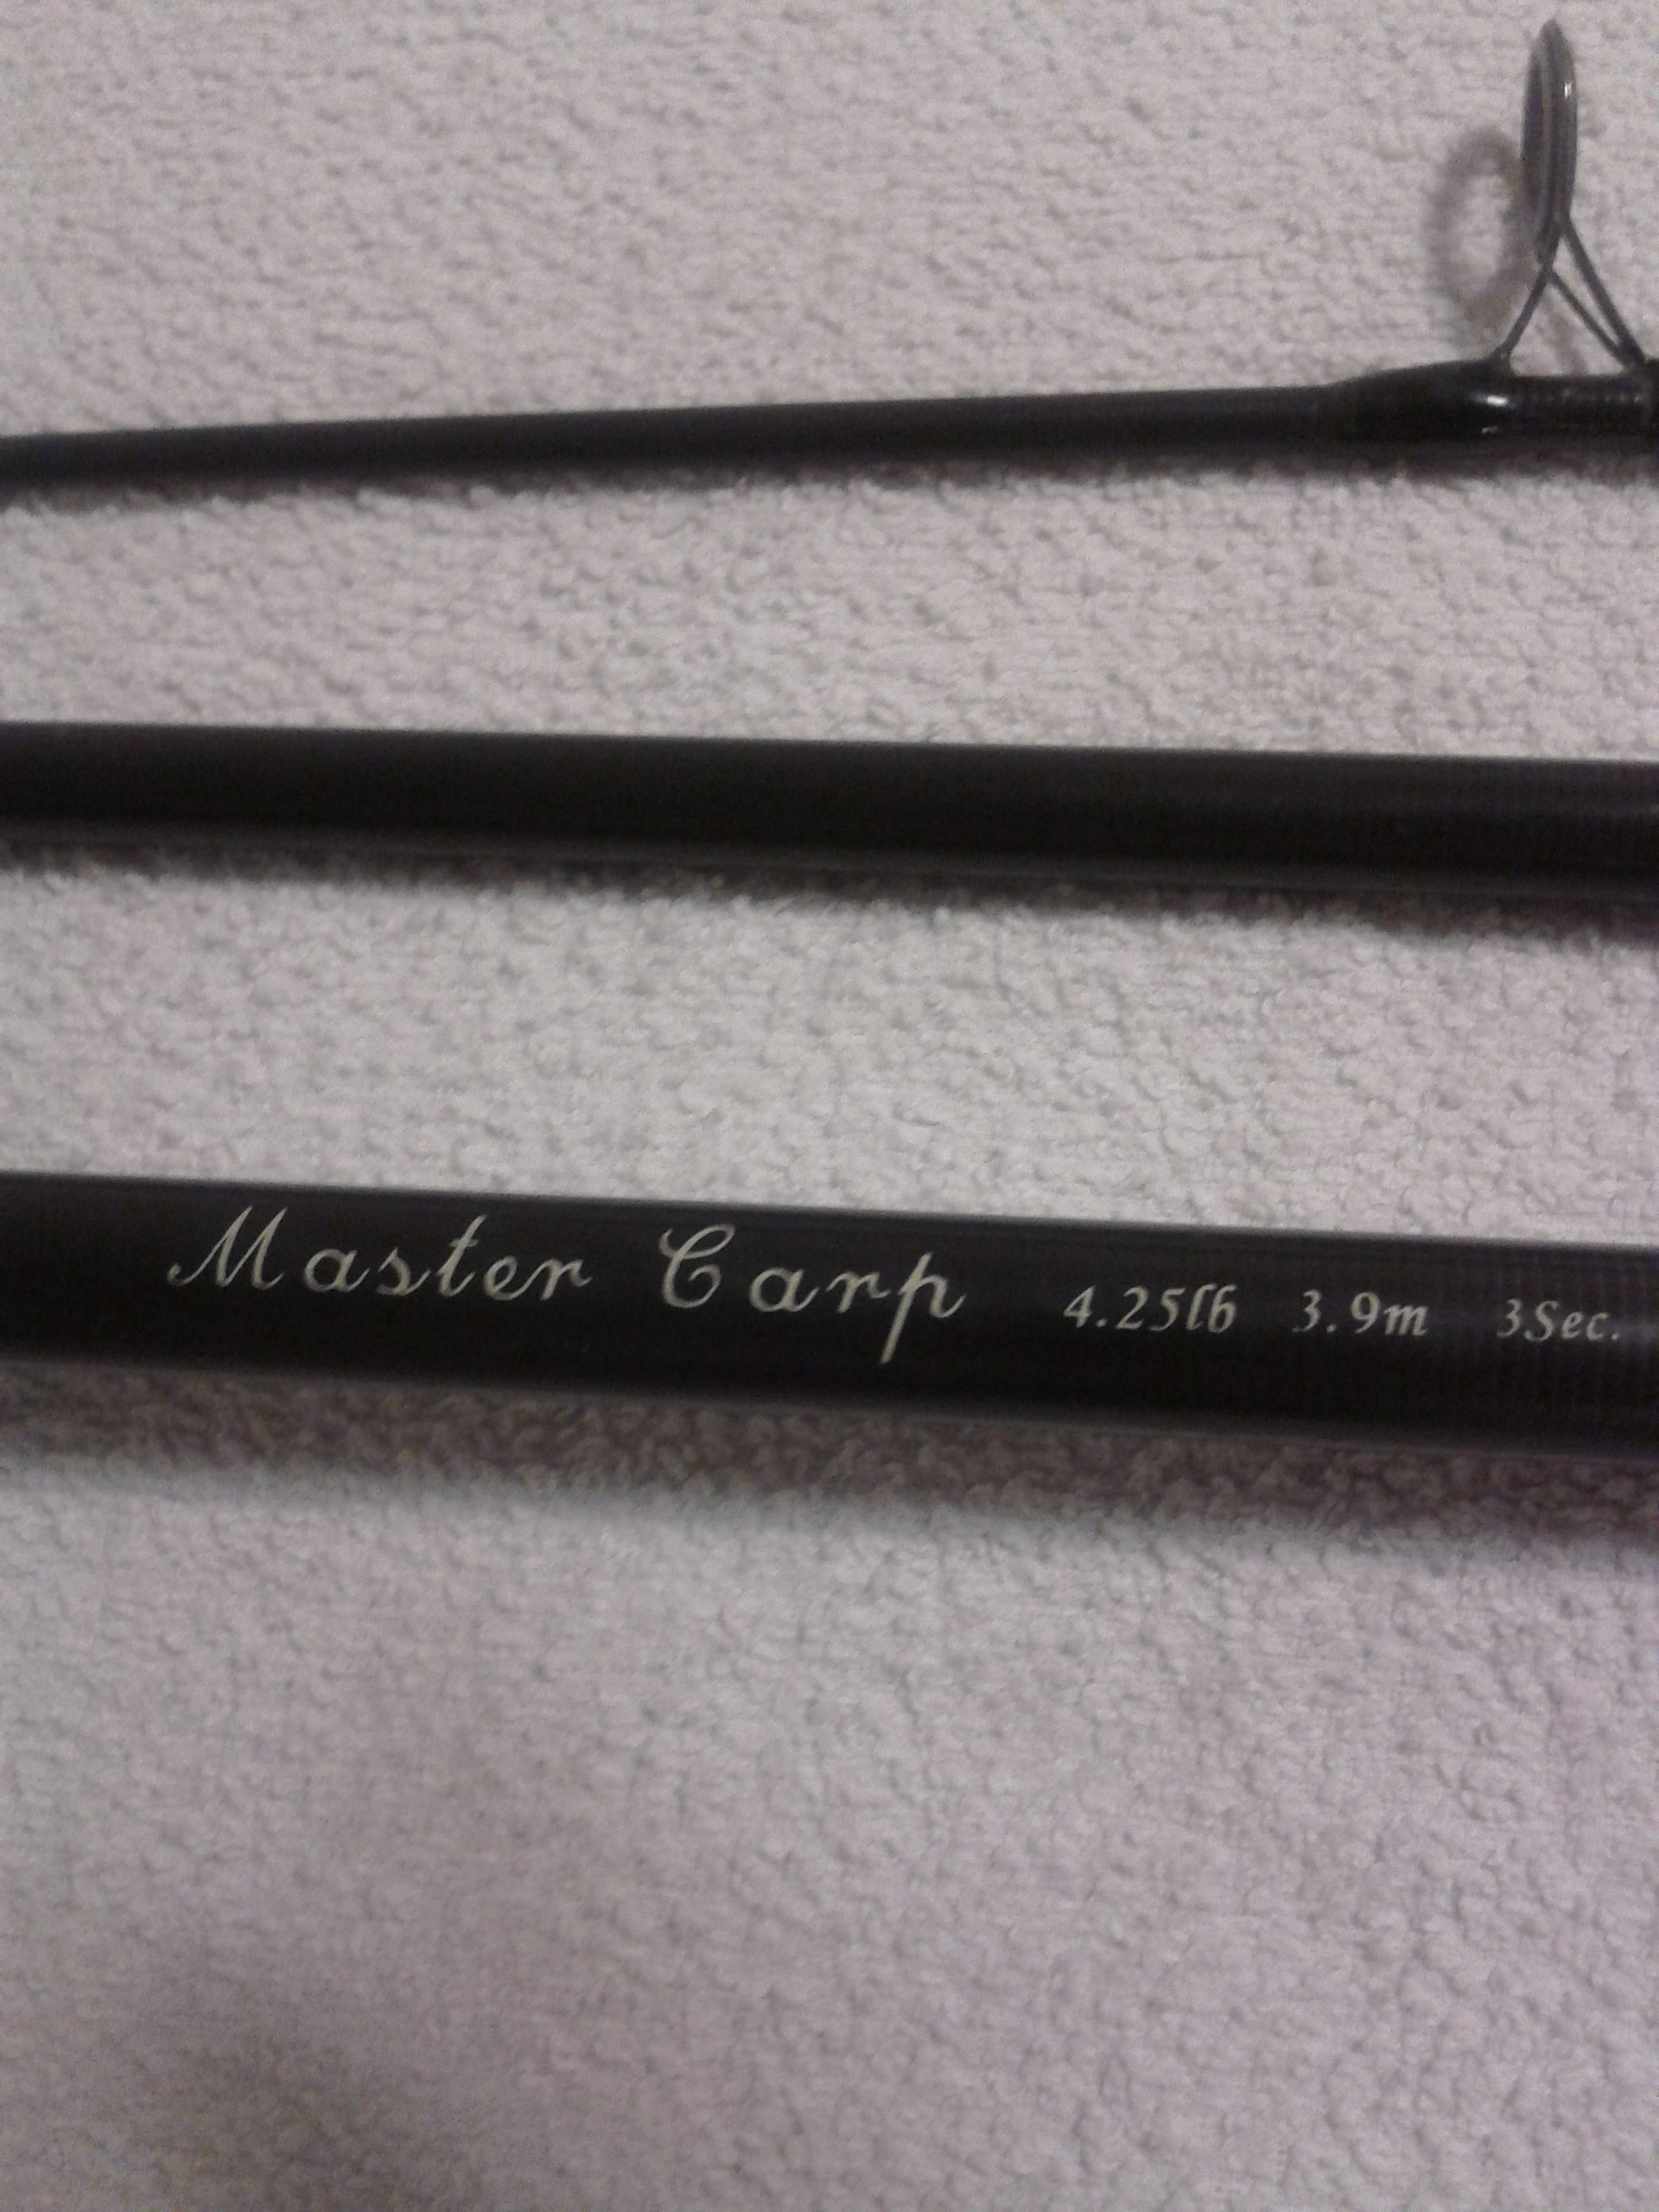 Master Carp 4.25lb 3.9m 3Sec.